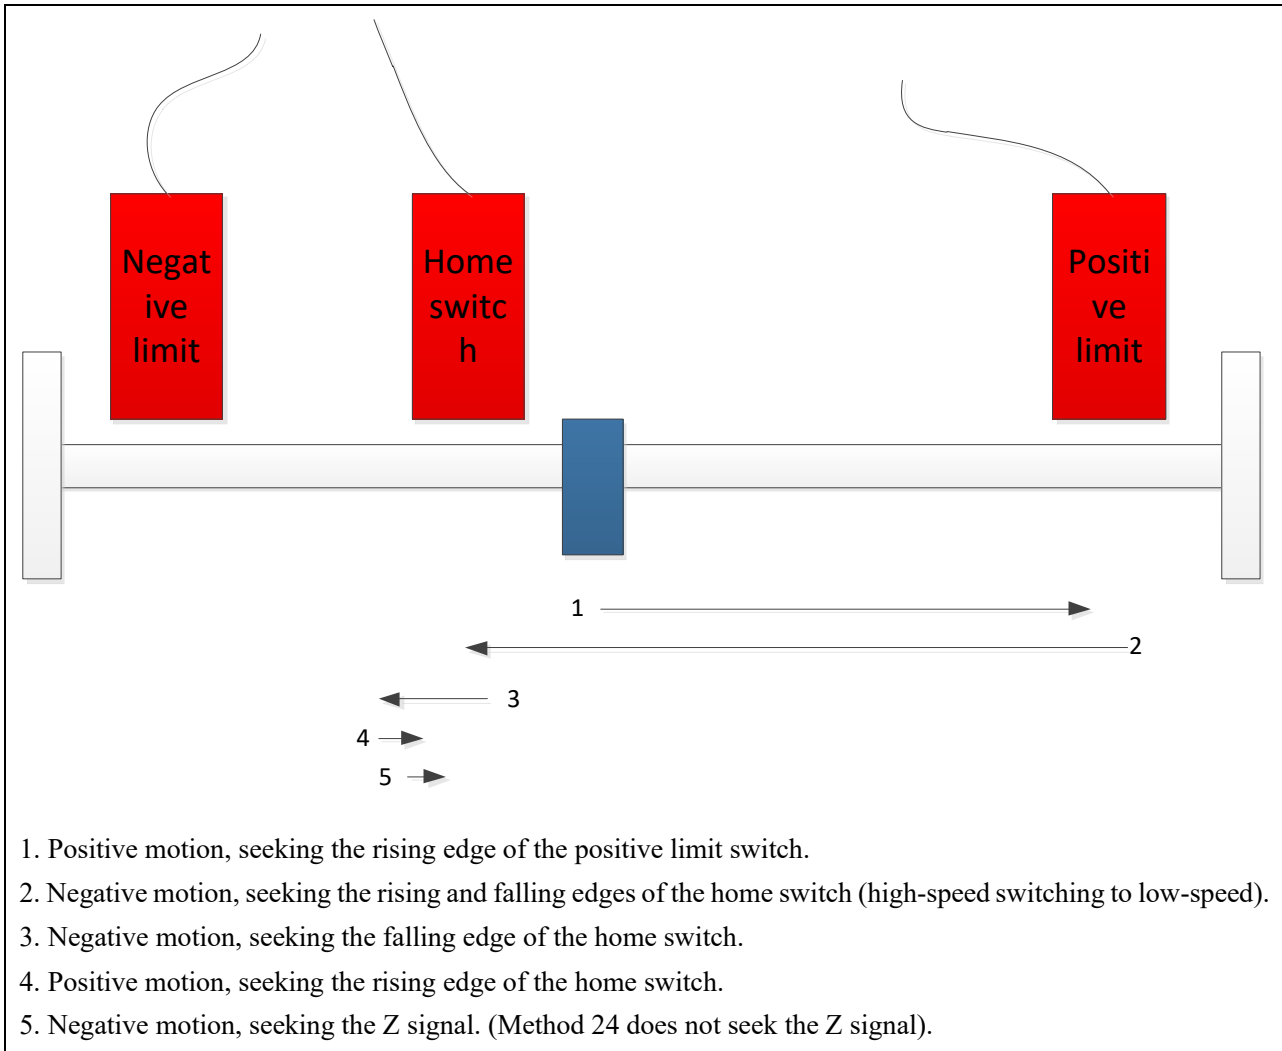 Negat
ive
limit
Home
switc
h
Positi
ve
limit
1
2
3
4
5
1. Positive motion, seeking the rising edge of the positive limit switch.
2. Negative motion, seeking the rising and falling edges of the home switch (high-speed switching to low-speed).
3. Negative motion, seeking the falling edge of the home switch.
4. Positive motion, seeking the rising edge of the home switch.
5. Negative motion, seeking the Z signal. (Method 24 does not seek the Z signal).